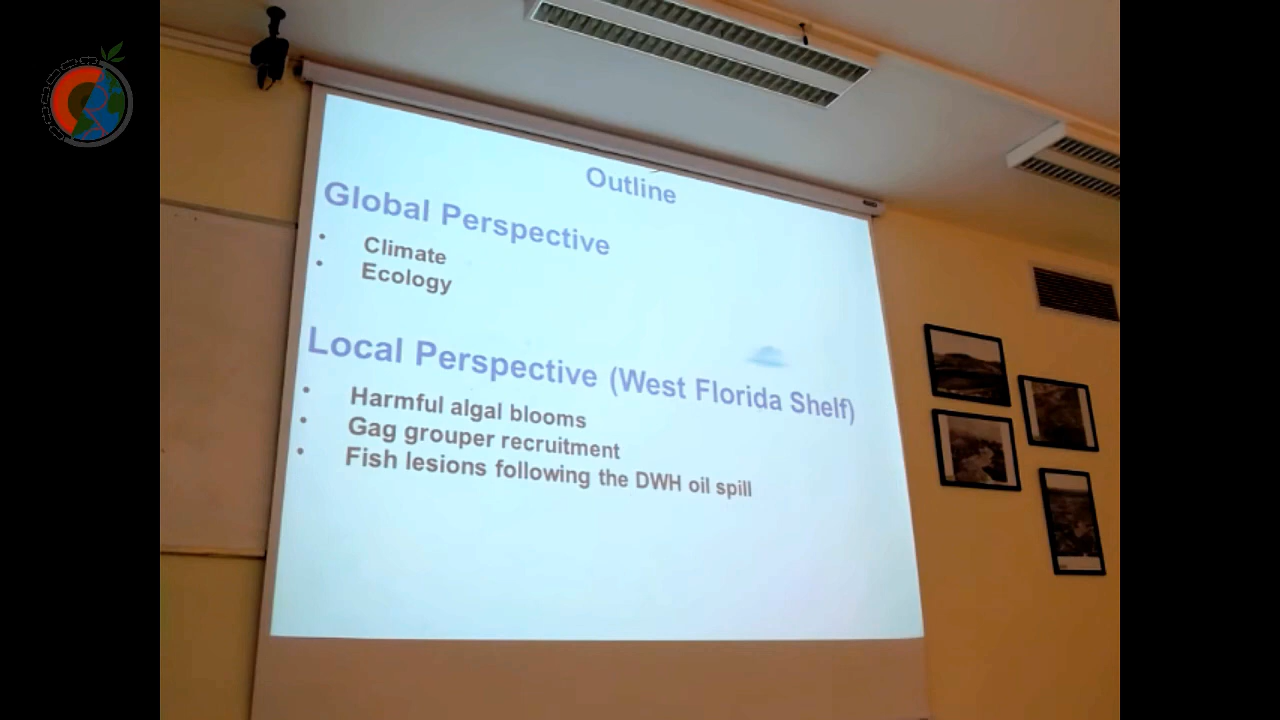 Outline
Global Perspective
• Climate
• Ecology
Local Perspective (West Florida Shelf)
• Harmful algal blooms
• Gag grouper recruitment
• Fish lesions following the DWH oil spill